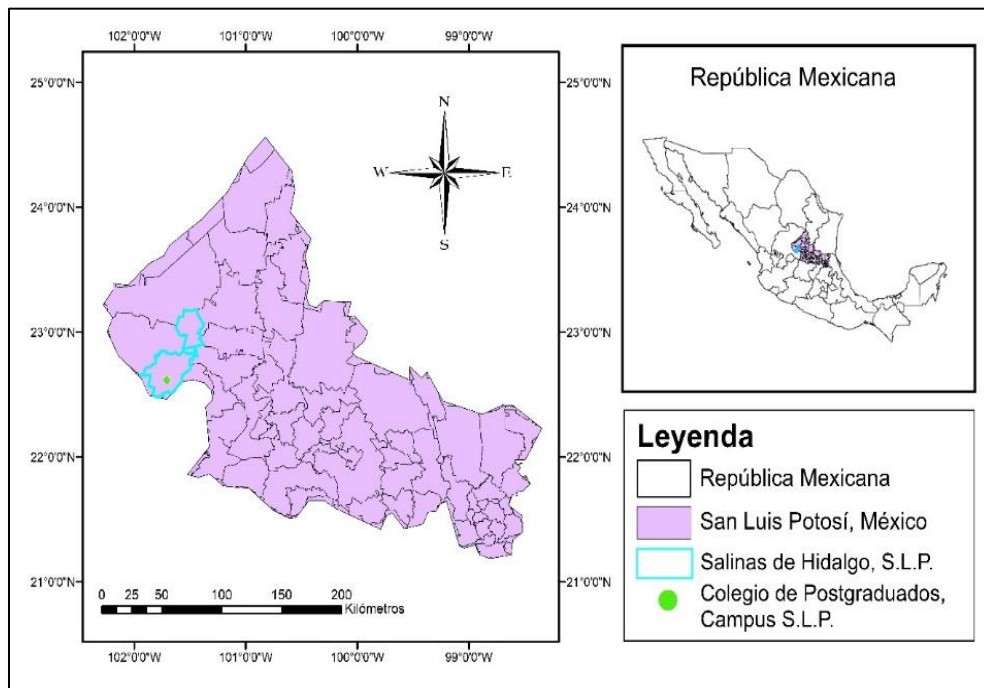 102°0'0"W 101°0'0"W 100°0'0"W 99°0'0"W
25°0'0"N
24°0'0"N
23°0'0"N
22°0'0"N
21°0'0"N
N
W E
S
0 25 50 100 150 200
Kilómetros
25°0'0"N
24°0'0"N
23°0'0"N
22°0'0"N
21°0'0"N
102°0'0"W 101°0'0"W 100°0'0"W 99°0'0"W
República Mexicana
Leyenda
República Mexicana
San Luis Potosí, México
Salinas de Hidalgo, S.L.P.
Colegio de Postgraduados,
Campus S.L.P.